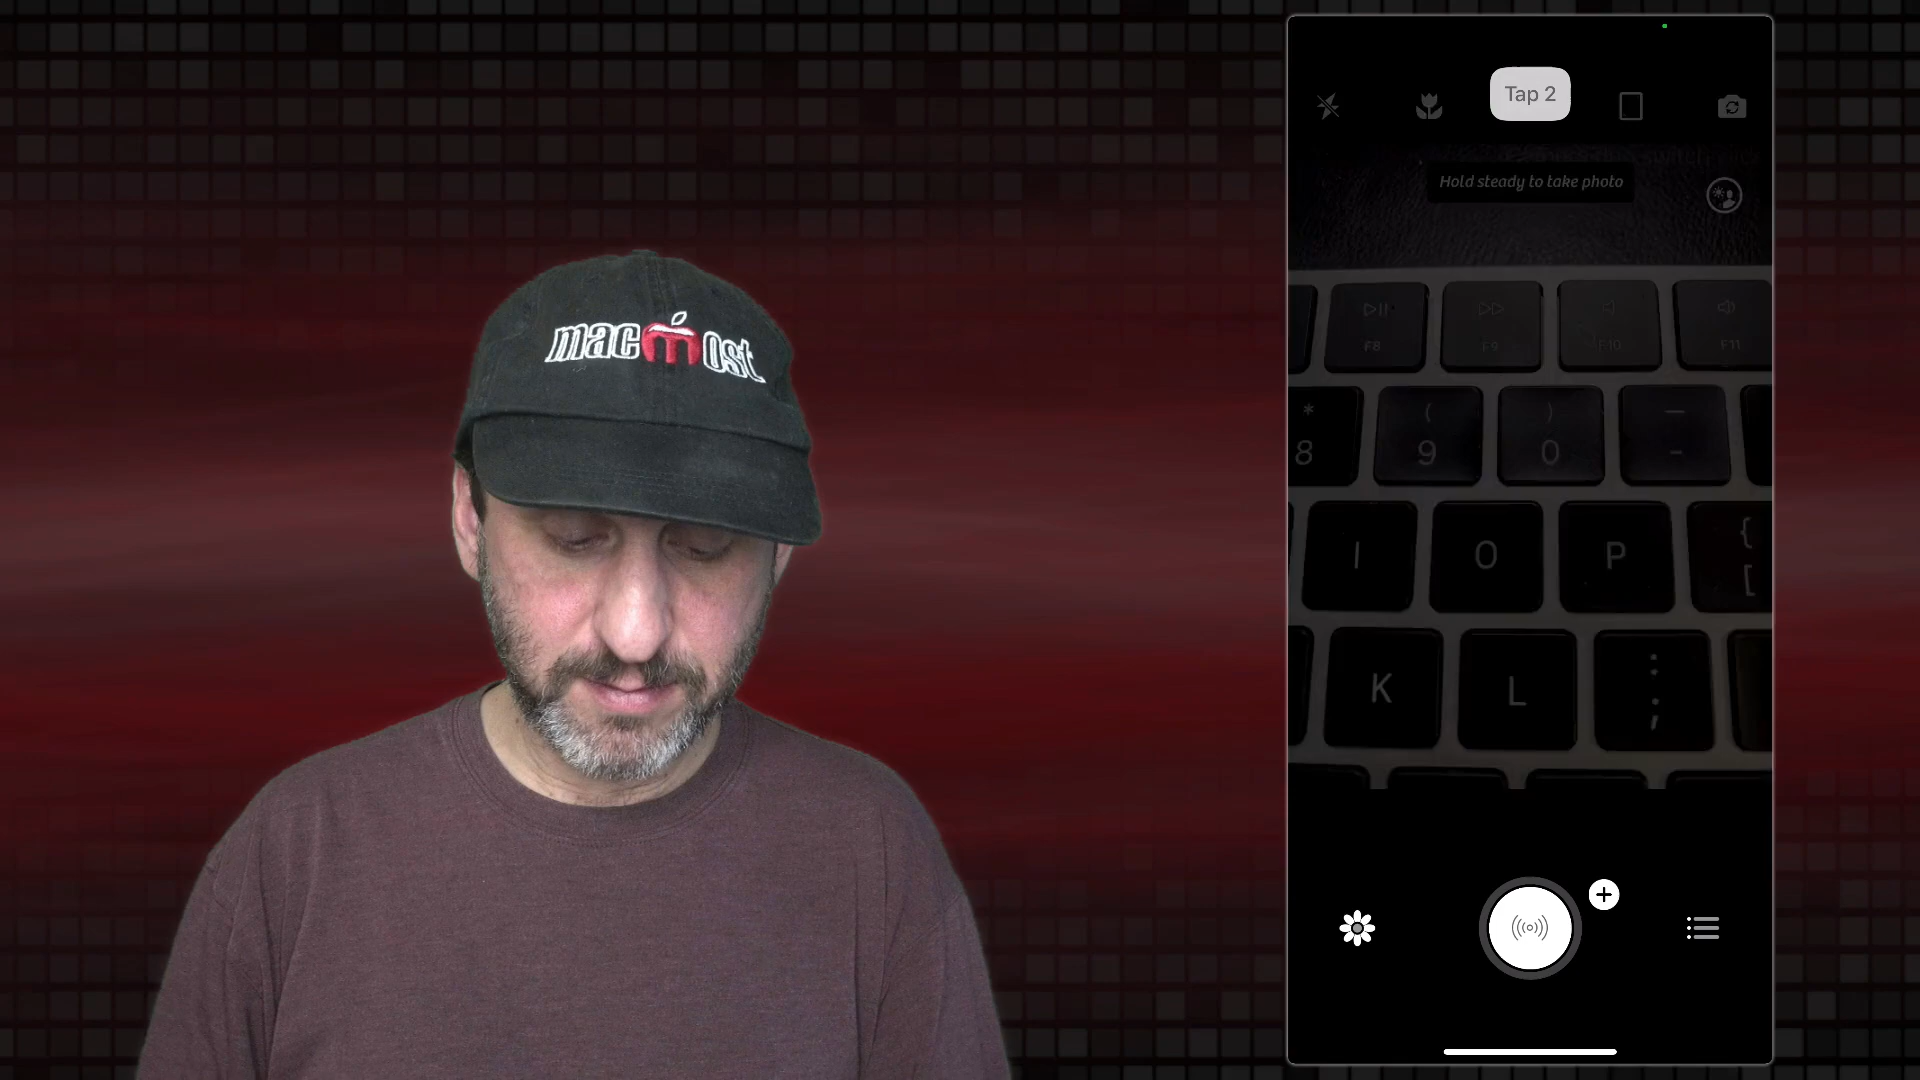 macmost
Tap 2
Hold steady to take photo
F8 F9 F10 F11
* ( ) _
8 9 0 -
I O P { [
K L : ;